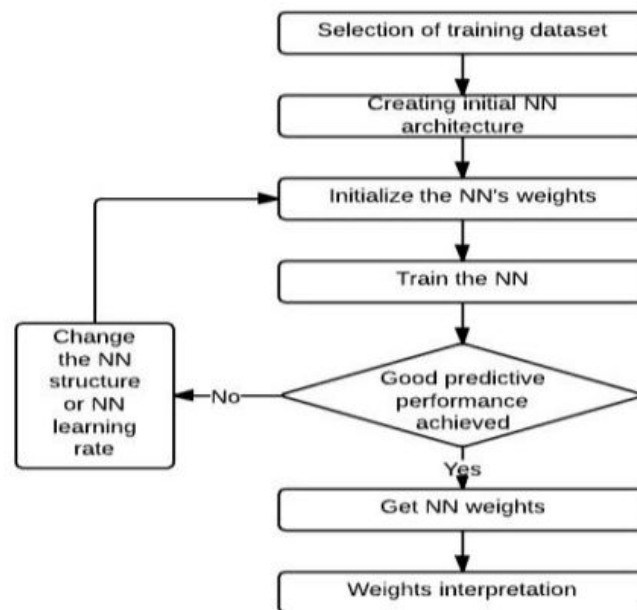 Selection of training dataset
Creating initial NN
architecture
Initialize the NN's weights
Train the NN
Change
the NN
structure
or NN
learning
rate
No
Good predictive
performance
achieved
Yes
Get NN weights
Weights interpretation